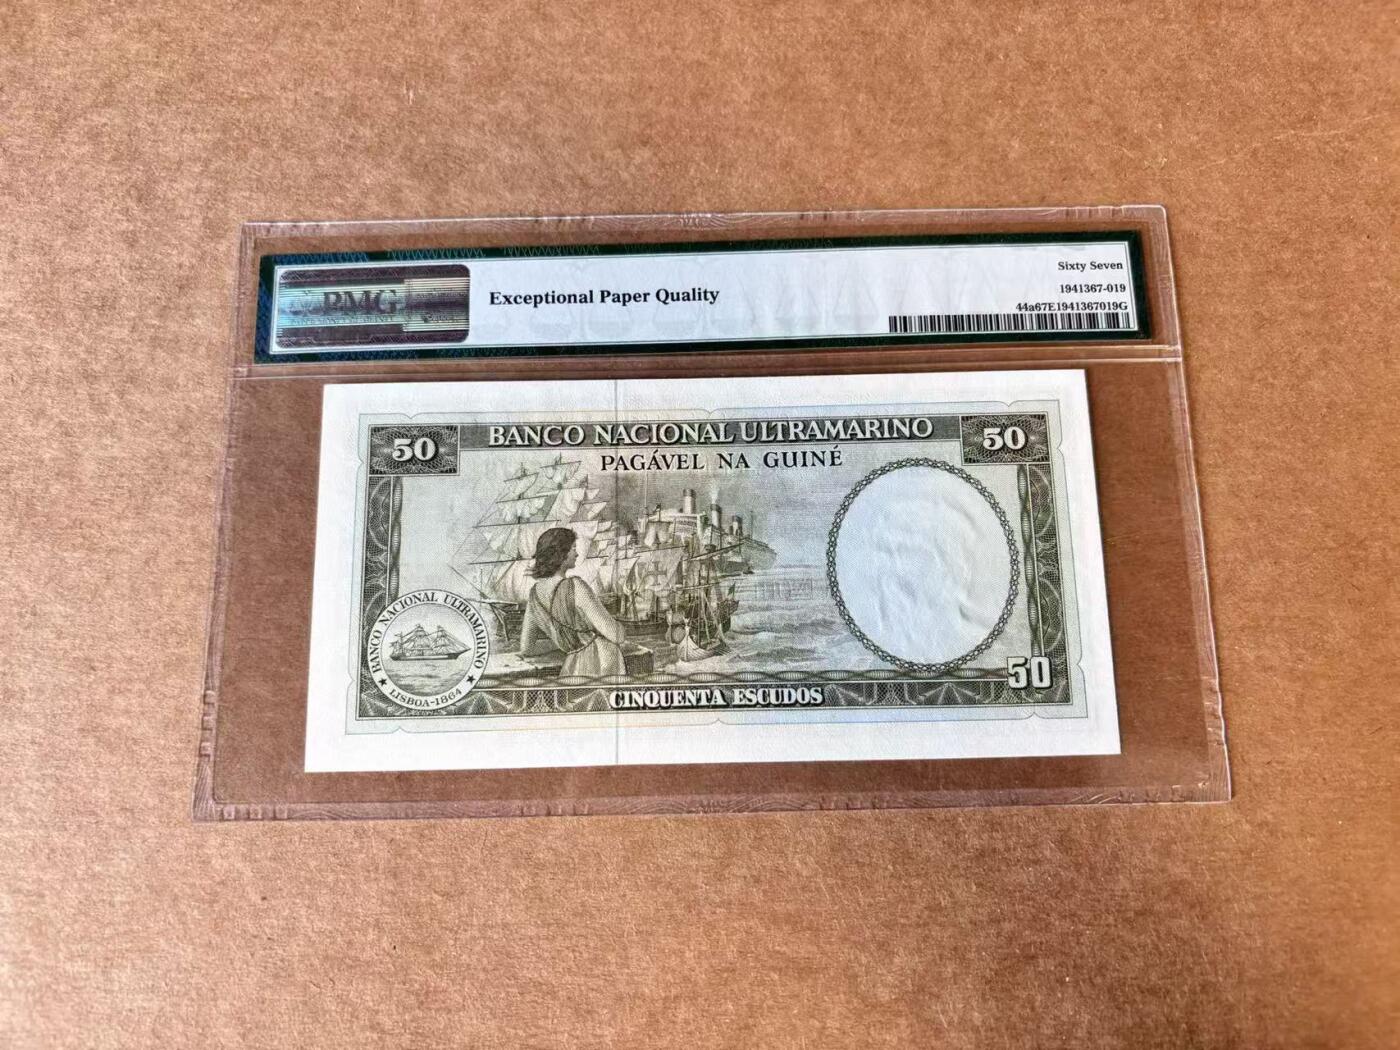 PMG
Exceptional Paper Quality
Sixty Seven
1941367-019
44a67E1941367019G
50
BANCO NACIONAL ULTRAMARINO
50
PAGÁVEL NA GUINÉ
BANCO NACIONAL ULTRAMARINO
LISBOA-1864
CINQUENTA ESCUDOS
50